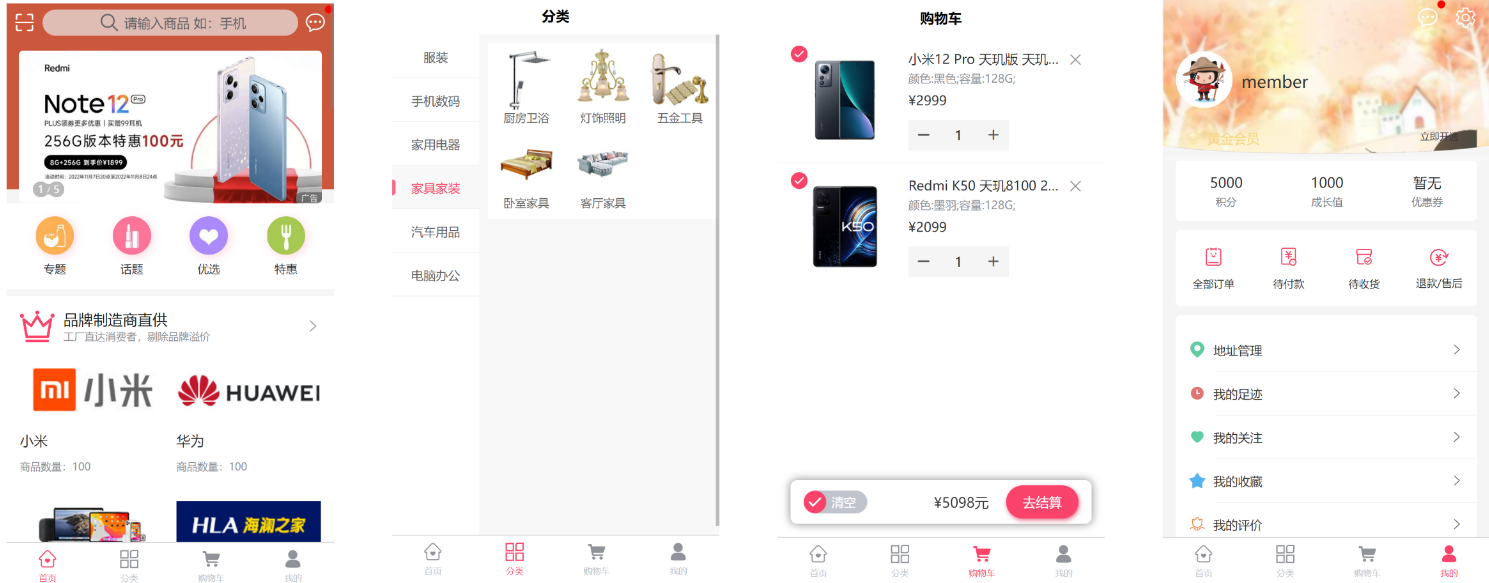 请输入商品 如：手机
Redmi
Note 12 Pro
PLUS领券更多优惠｜买赠99耳机
256G版本特惠100元
8G+256G 到手价¥1899
活动时间：2022年11月7日20点至2022年11月8日24点
1 / 5
广告
专题
话题
优选
特惠
品牌制造商直供
工厂直达消费者，剔除品牌溢价
mi 小米
HUAWEI
小米
华为
商品数量：100
商品数量：100
HLA 海澜之家
首页
分类
购物车
我的
分类
服装
手机数码
家用电器
家具家装
汽车用品
电脑办公
厨房卫浴
灯饰照明
五金工具
卧室家具
客厅家具
首页
分类
购物车
我的
购物车
小米12 Pro 天玑版 天玑...
颜色:黑色;容量:128G;
¥2999
1
Redmi K50 天玑8100 2...
颜色:墨羽;容量:128G;
¥2099
1
K50
清空
¥5098元
去结算
首页
分类
购物车
我的
member
黄金会员
立即开通
5000
1000
暂无
积分
成长值
优惠券
全部订单
待付款
待收货
退款/售后
地址管理
我的足迹
我的关注
我的收藏
我的评价
首页
分类
购物车
我的